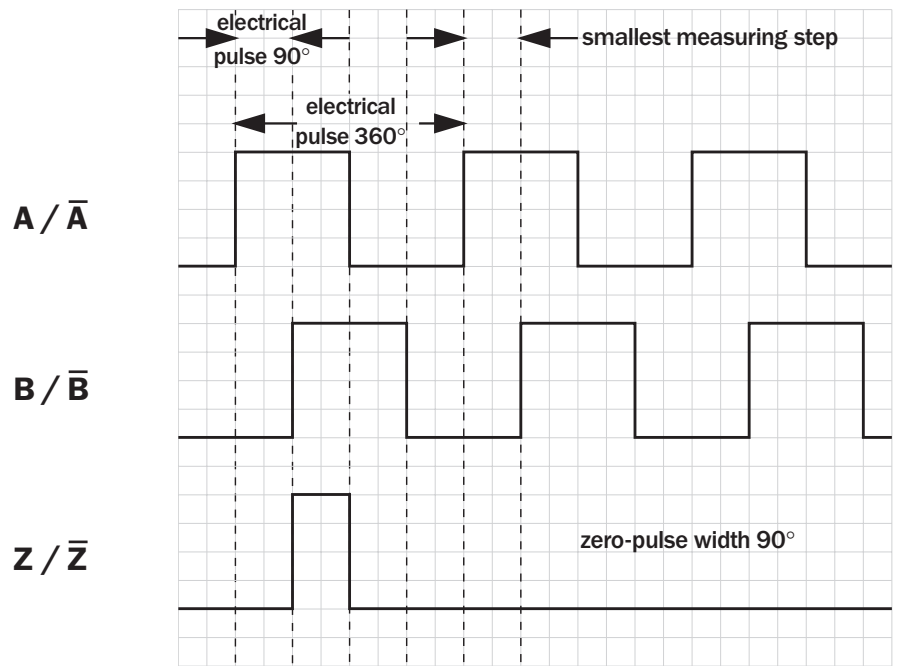 electrical
pulse 90°
smallest measuring step
electrical
pulse 360°
A / A̅
B / B̅
Z / Z̅
zero-pulse width 90°